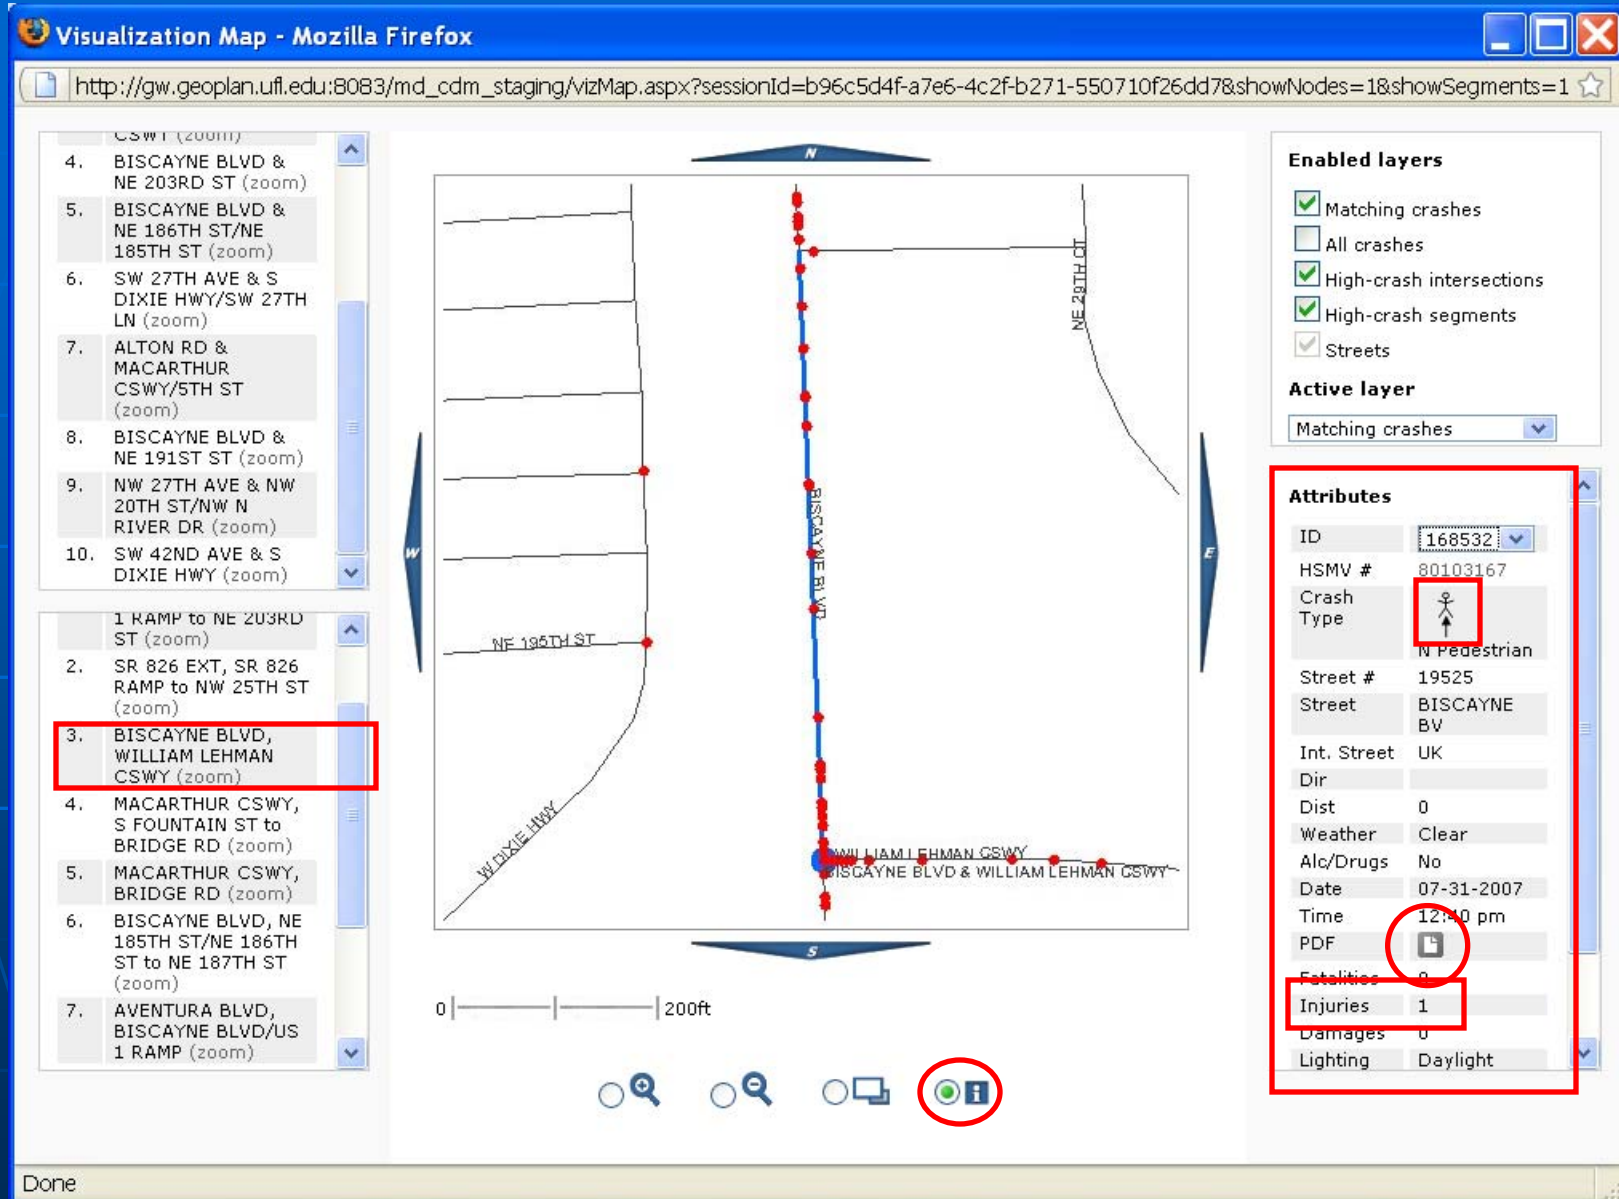 Visualization Map - Mozilla Firefox
http://gw.geoplan.ufl.edu:8083/md_cdm_staging/vizMap.aspx?sessionId=b96c5d4f-a7e6-4c2f-b271-550710f26dd7&showNodes=1&showSegments=1
CSWY (zoom)
4. BISCAYNE BLVD &
NE 203RD ST (zoom)
5. BISCAYNE BLVD &
NE 186TH ST/NE
185TH ST (zoom)
6. SW 27TH AVE & S
DIXIE HWY/SW 27TH
LN (zoom)
7. ALTON RD &
MACARTHUR
CSWY/5TH ST
(zoom)
8. BISCAYNE BLVD &
NE 191ST ST (zoom)
9. NW 27TH AVE & NW
20TH ST/NW N
RIVER DR (zoom)
10. SW 42ND AVE & S
DIXIE HWY (zoom)
1 RAMP to NE 203RD
ST (zoom)
2. SR 826 EXT, SR 826
RAMP to NW 25TH ST
(zoom)
3. BISCAYNE BLVD,
WILLIAM LEHMAN
CSWY (zoom)
4. MACARTHUR CSWY,
S FOUNTAIN ST to
BRIDGE RD (zoom)
5. MACARTHUR CSWY,
BRIDGE RD (zoom)
6. BISCAYNE BLVD, NE
185TH ST/NE 186TH
ST to NE 187TH ST
(zoom)
7. AVENTURA BLVD,
BISCAYNE BLVD/US
1 RAMP (zoom)
N
W
E
S
NE 29TH CT
BISCAYNE BLVD
NE 195TH ST
W DIXIE HWY
WILLIAM LEHMAN CSWY
BISCAYNE BLVD & WILLIAM LEHMAN CSWY
0 200ft
Enabled layers
Matching crashes
All crashes
High-crash intersections
High-crash segments
Streets
Active layer
Matching crashes
Attributes
ID 168532
HSMV # 80103167
Crash
Type
N Pedestrian
Street # 19525
Street BISCAYNE
BV
Int. Street UK
Dir
Dist 0
Weather Clear
Alc/Drugs No
Date 07-31-2007
Time 12:40 pm
PDF
Fatalities 0
Injuries 1
Damages 0
Lighting Daylight
Done